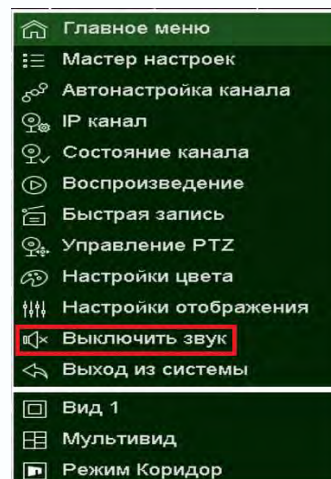 Главное меню
Мастер настроек
Автонастройка канала
IP канал
Состояние канала
Воспроизведение
Быстрая запись
Управление PTZ
Настройки цвета
Настройки отображения
Выключить звук
Выход из системы
Вид 1
Мультивид
Режим Коридор